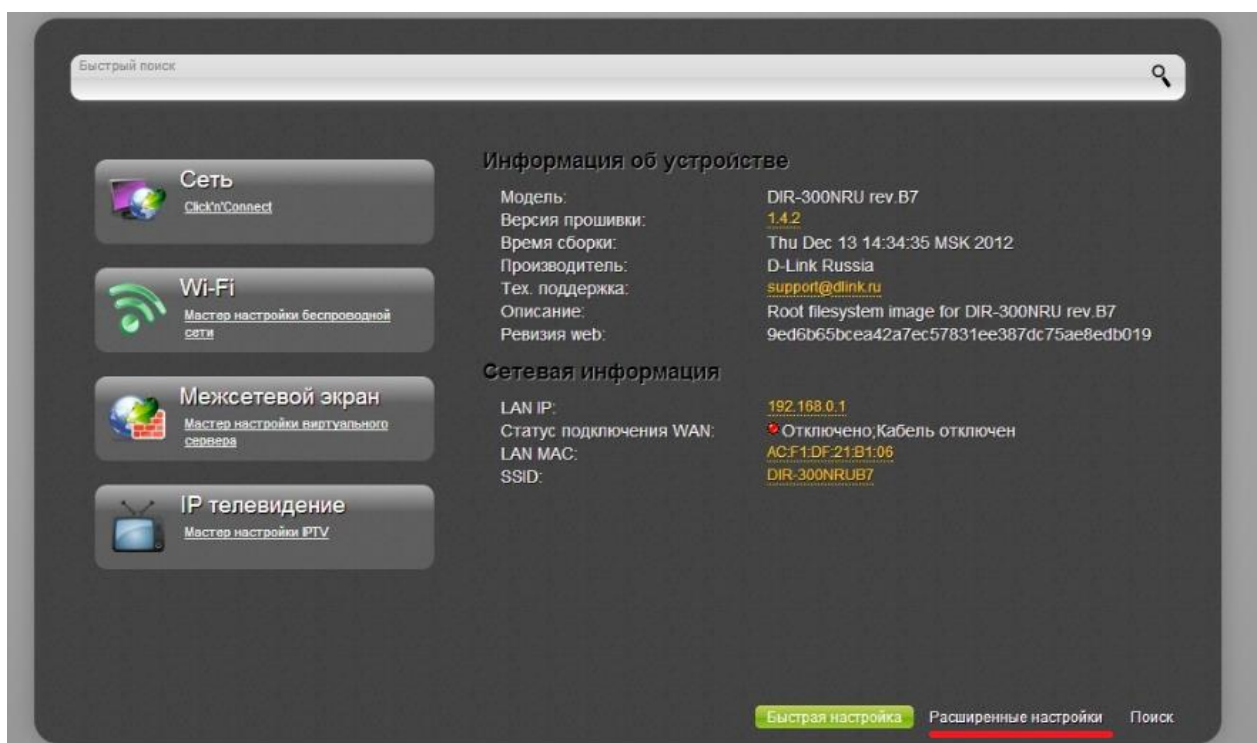 Быстрый поиск
Сеть
Click'n'Connect
Wi-Fi
Мастер настройки беспроводной
сети
Межсетевой экран
Мастер настройки виртуального
сервера
IP телевидение
Мастер настройки IPTV
Информация об устройстве
Модель: DIR-300NRU rev.B7
Версия прошивки: 1.4.2
Время сборки: Thu Dec 13 14:34:35 MSK 2012
Производитель: D-Link Russia
Тех. поддержка: support@dlink.ru
Описание: Root filesystem image for DIR-300NRU rev.B7
Ревизия web: 9ed6b65bcea42a7ec57831ee387dc75ae8edb019
Сетевая информация
LAN IP: 192.168.0.1
Статус подключения WAN: Отключено;Кабель отключен
LAN MAC: AC:F1:DF:21:B1:06
SSID: DIR-300NRUB7
Быстрая настройка Расширенные настройки Поиск